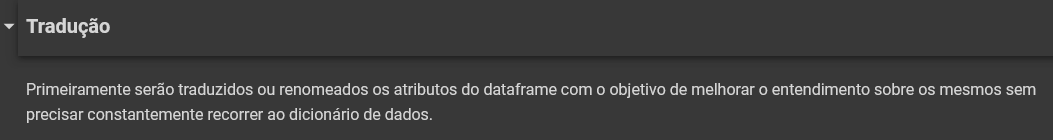 Tradução
Primeiramente serão traduzidos ou renomeados os atributos do dataframe com o objetivo de melhorar o entendimento sobre os mesmos sem
precisar constantemente recorrer ao dicionário de dados.